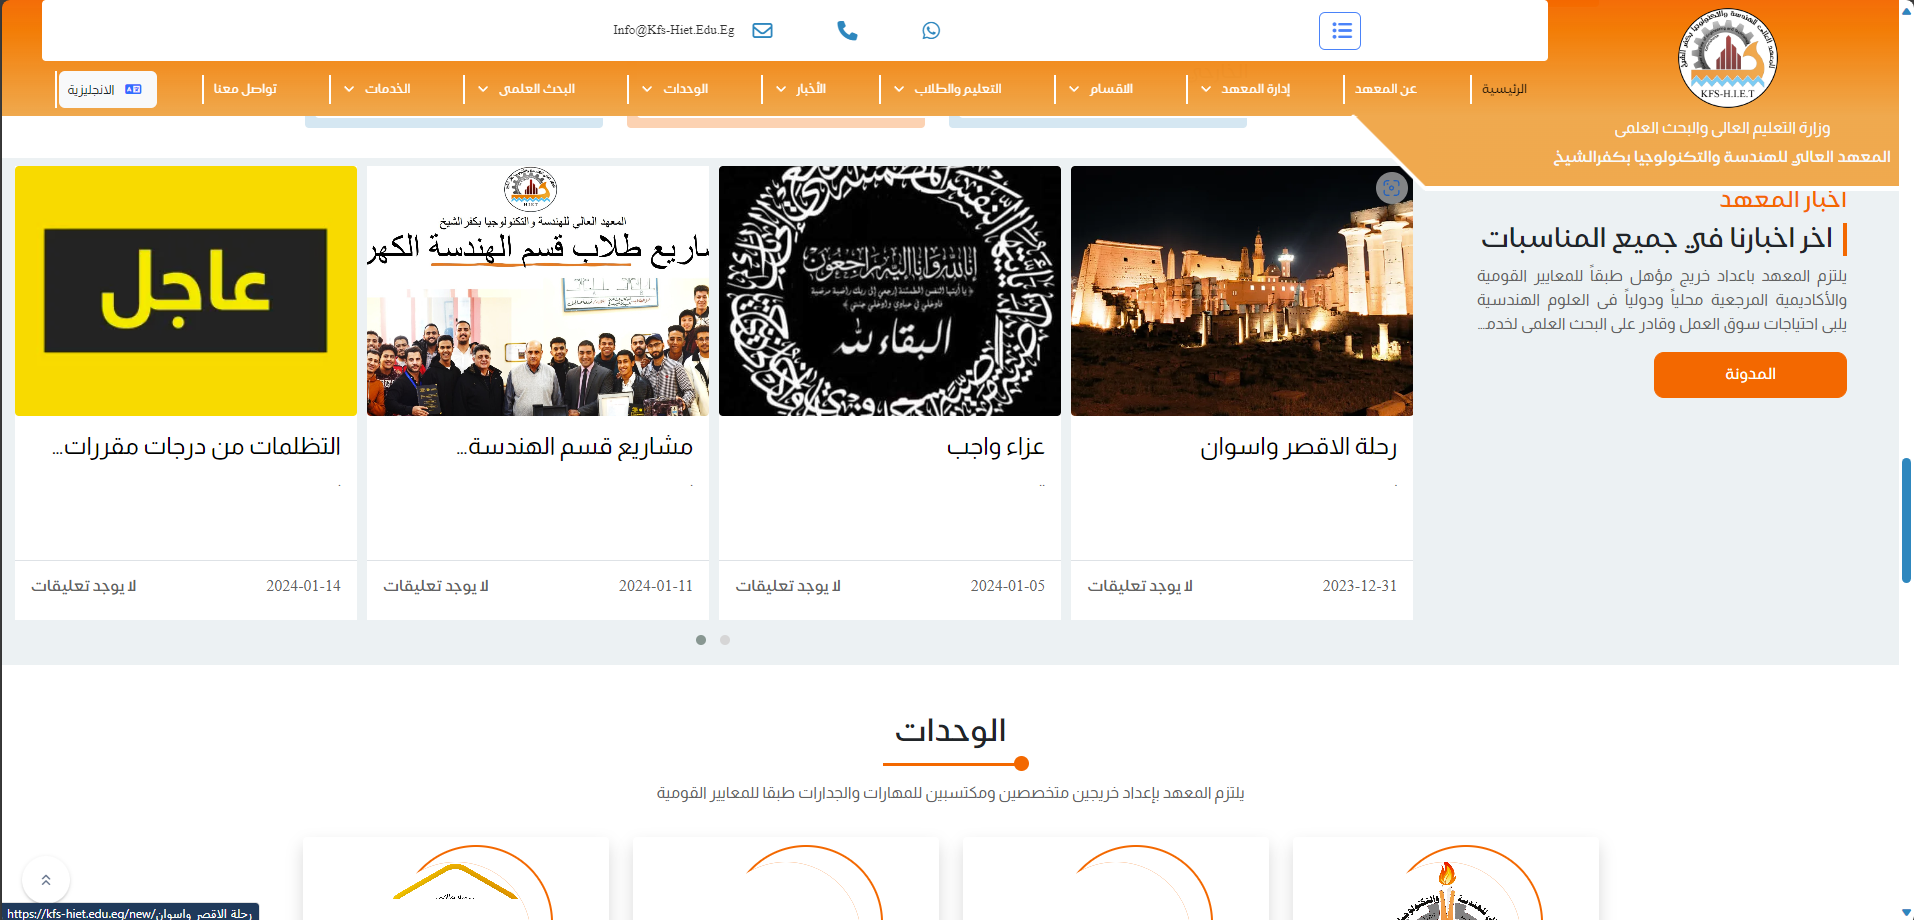 Info@Kfs-Hiet.Edu.Eg
KFS-H.I.E.T
وزارة التعليم العالى والبحث العلمى
المعهد العالي للهندسة والتكنولوجيا بكفرالشيخ
الرئيسية
عن المعهد
إدارة المعهد
الاقسام
التعليم والطلاب
الأخبار
الوحدات
البحث العلمى
الخدمات
تواصل معنا
الانجليزية
اخبار المعهد
اخر اخبارنا في جميع المناسبات
يلتزم المعهد باعداد خريج مؤهل طبقاً للمعايير القومية
والأكاديمية المرجعية محلياً ودولياً فى العلوم الهندسية
يلبى احتياجات سوق العمل وقادر على البحث العلمى لخدمـ...
المدونة
رحلة الاقصر واسوان
.
2023-12-31
لا يوجد تعليقات
إنا لله وإنا إليه راجعون
البقاء لله
عزاء واجب
..
2024-01-05
لا يوجد تعليقات
H.I.E.T
المعهد العالي للهندسة والتكنولوجيا بكفر الشيخ
شاريع طلاب قسم الهندسة الكهر
مشاريع قسم الهندسة...
.
2024-01-11
لا يوجد تعليقات
عاجل
التظلمات من درجات مقررات...
.
2024-01-14
لا يوجد تعليقات
الوحدات
يلتزم المعهد بإعداد خريجين متخصصين ومكتسبين للمهارات والجدارات طبقا للمعايير القومية
https://kfs-hiet.edu.eg/new/رحلة الاقصر واسوان